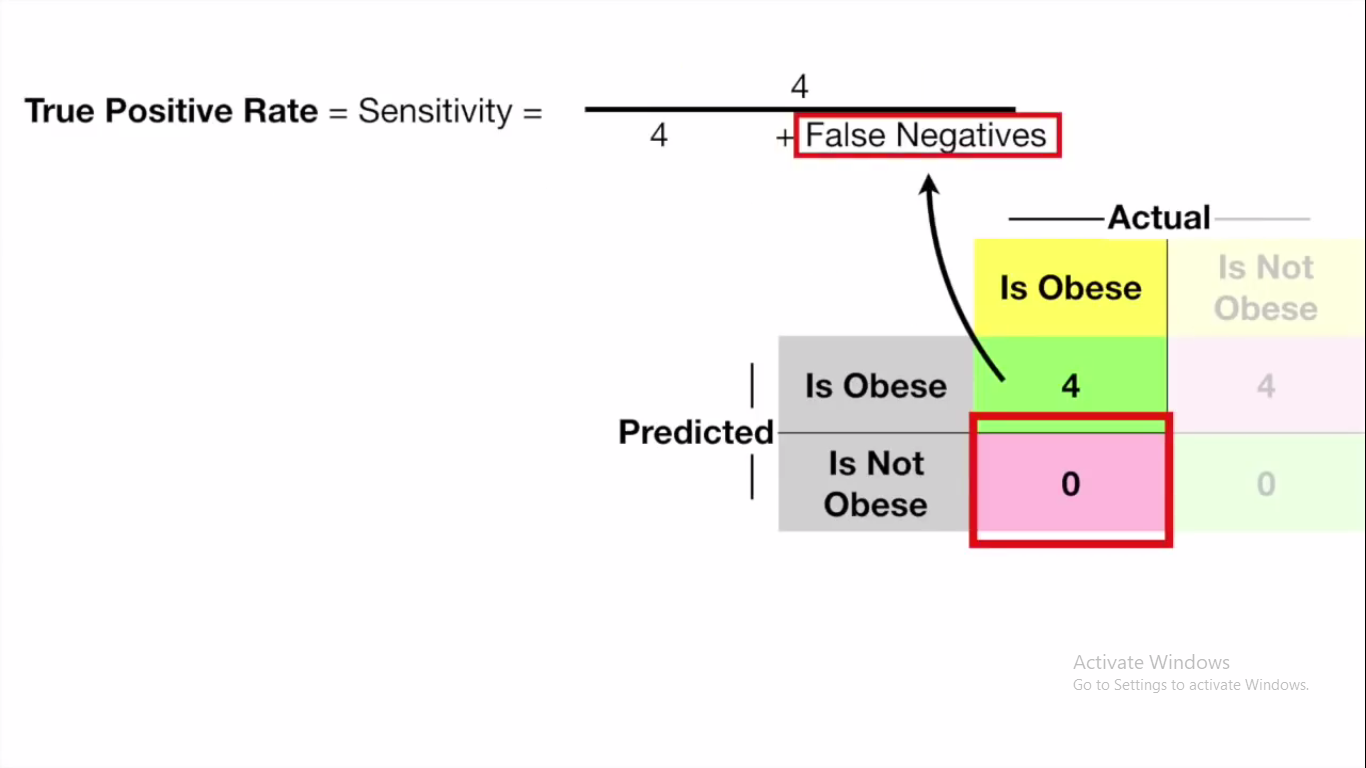 4
True Positive Rate = Sensitivity =
4 + False Negatives
Actual
Is Obese
Is Not
Obese
Is Obese 4 4
Predicted
Is Not
Obese
0 0
Activate Windows
Go to Settings to activate Windows.